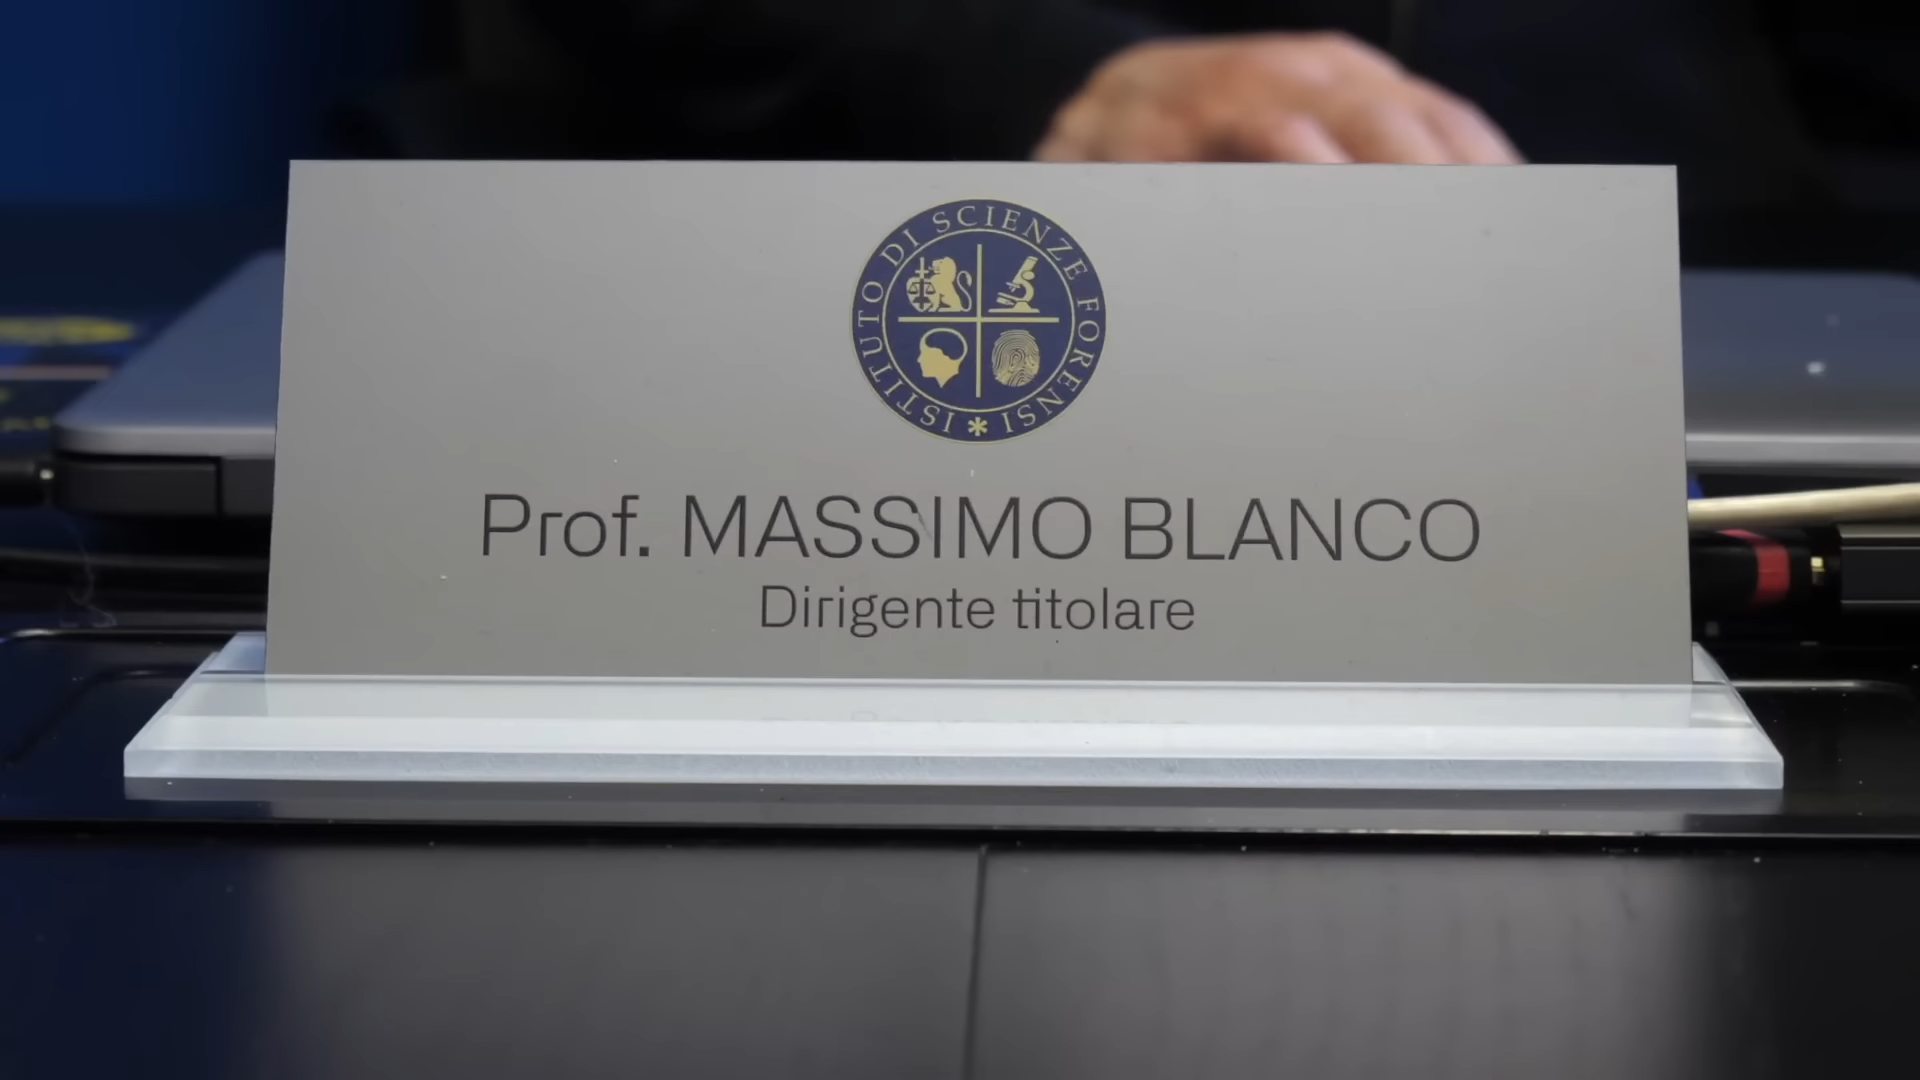 ISTITUTO DI SCIENZE FORENSI *
Prof. MASSIMO BLANCO
Dirigente titolare